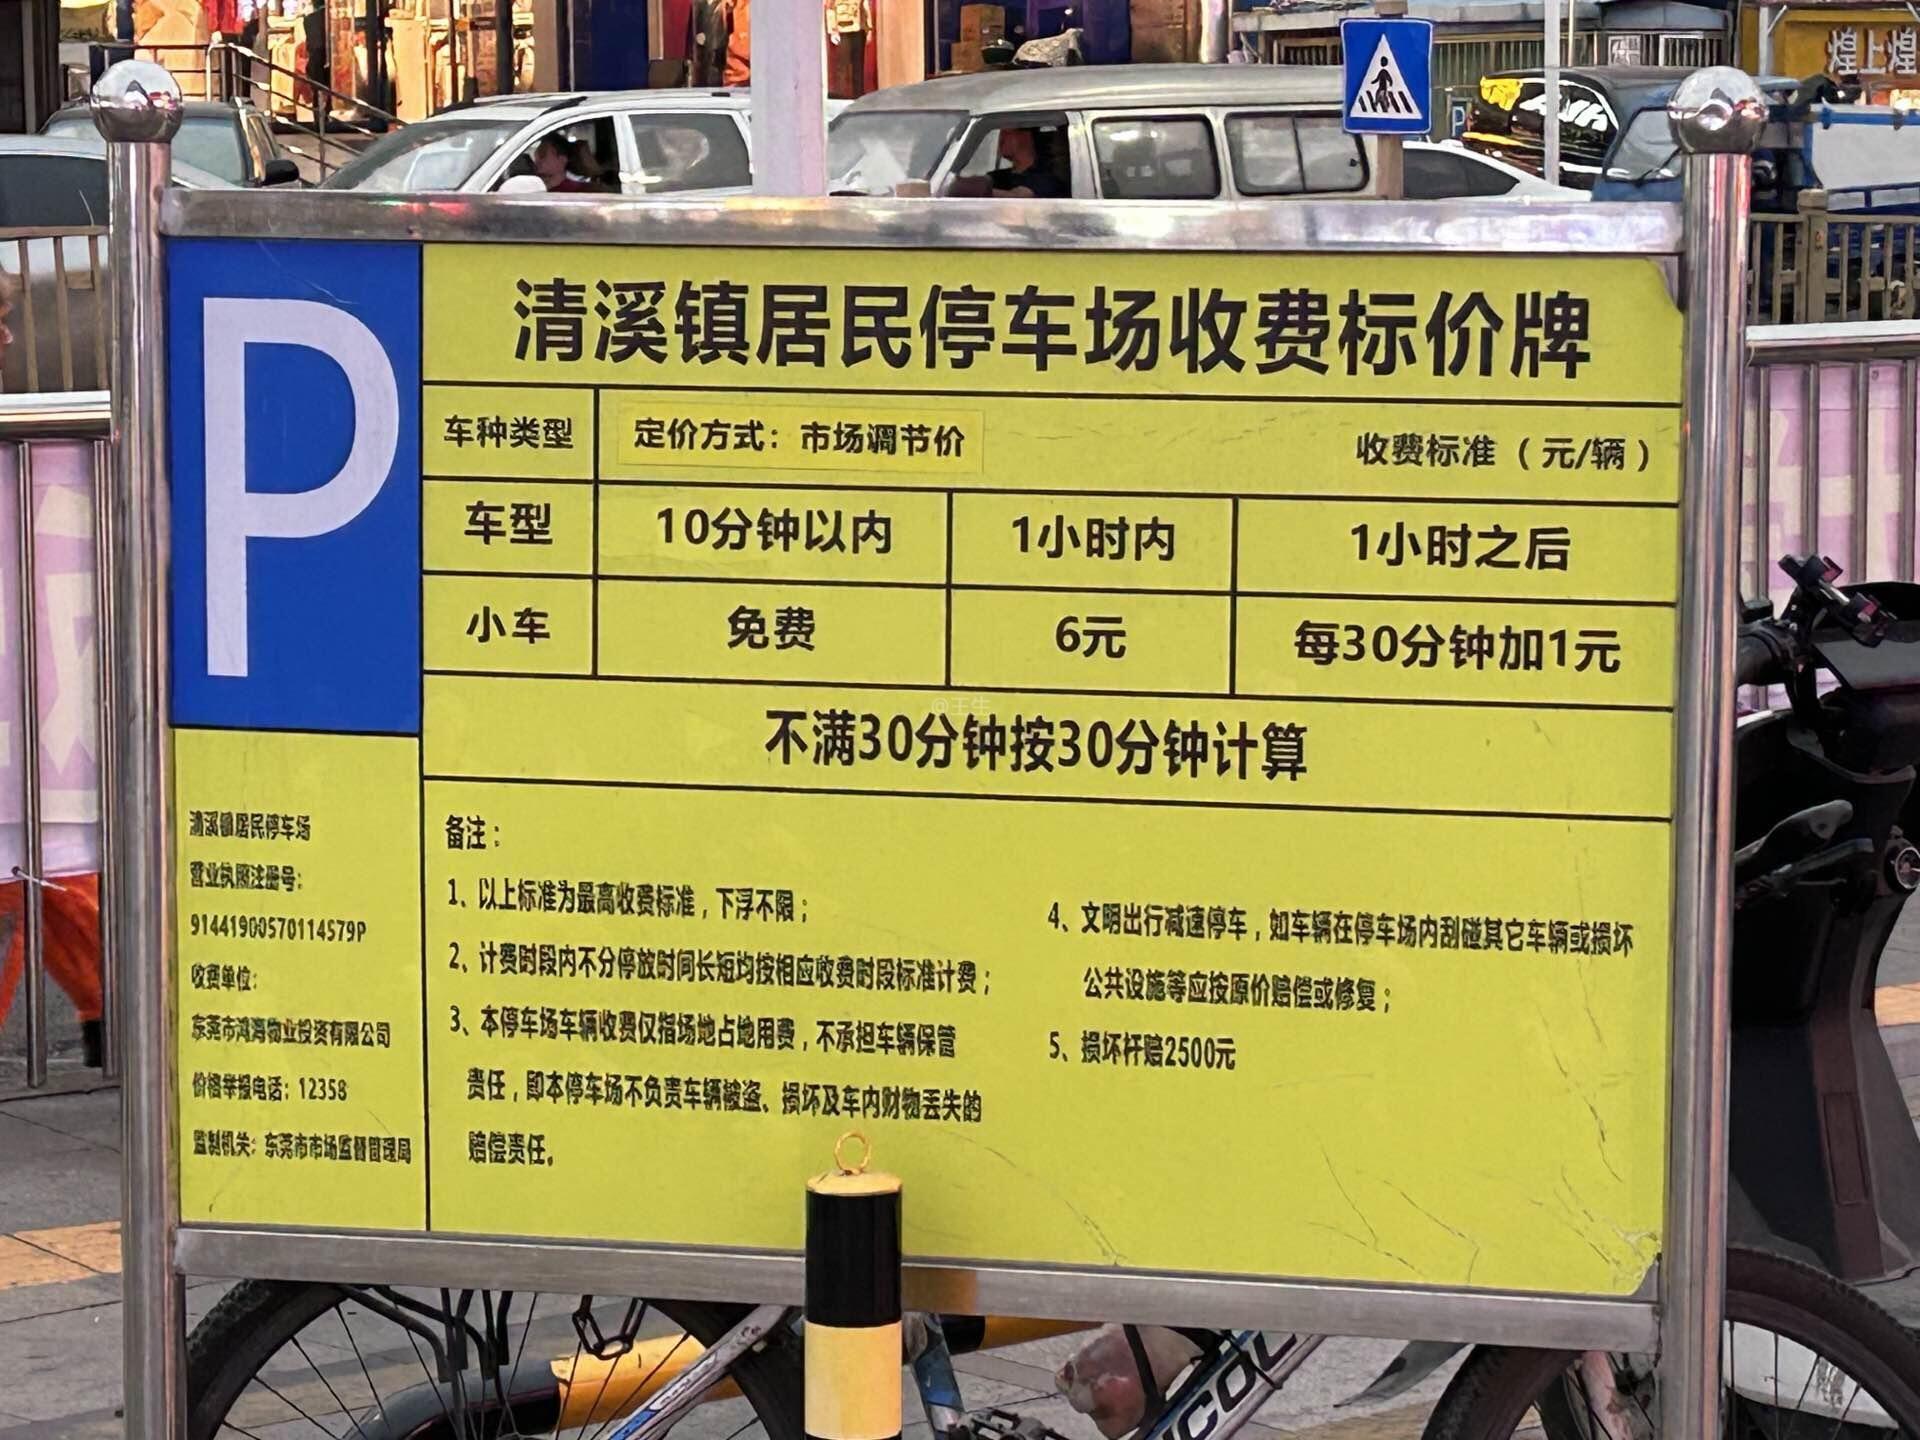 煌上煌
P
清溪镇居民停车场收费标价牌
车种类型 定价方式：市场调节价 收费标准（元/辆）
车型 10分钟以内 1小时内 1小时之后
小车 免费 6元 每30分钟加1元
不满30分钟按30分钟计算
@王牛
清溪镇居民停车场
营业执照注册号：
91441900570114579P
收费单位：
东莞市鸿海物业投资有限公司
价格举报电话：12358
监制机关：东莞市市场监督管理局
备注：
1、以上标准为最高收费标准，下浮不限；
2、计费时段内不分停放时间长短均按相应收费时段标准计费；
3、本停车场车辆收费仅指场地占地用费，不承担车辆保管
责任，即本停车场不负责车辆被盗、损坏及车内财物丢失的
赔偿责任。
4、文明出行减速停车，如车辆在停车场内刮碰其它车辆或损坏
公共设施等应按原价赔偿或修复；
5、损坏杆赔2500元